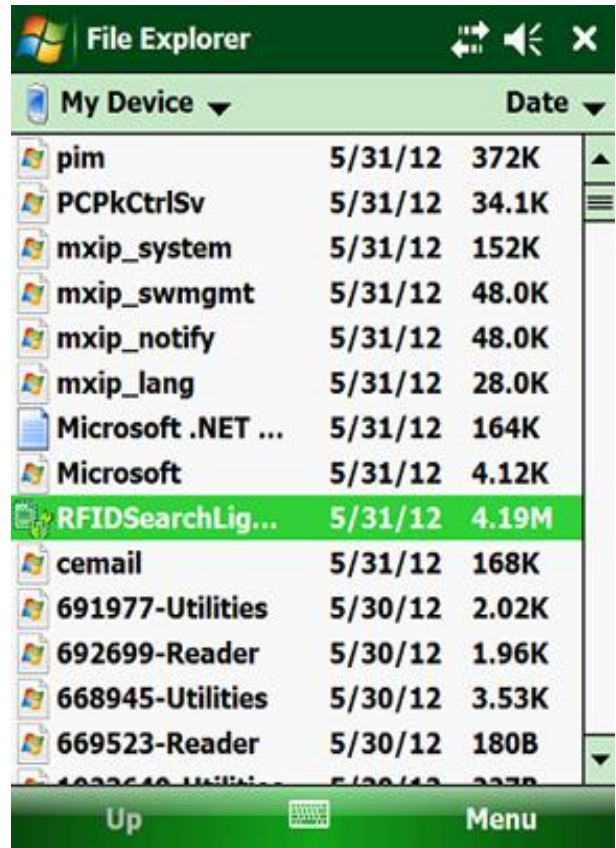 File Explorer
My Device Date
pim 5/31/12 372K
PCPkCtrlSv 5/31/12 34.1K
mxip_system 5/31/12 152K
mxip_swmgmt 5/31/12 48.0K
mxip_notify 5/31/12 48.0K
mxip_lang 5/31/12 28.0K
Microsoft .NET ... 5/31/12 164K
Microsoft 5/31/12 4.12K
RFIDSearchLig... 5/31/12 4.19M
cemail 5/31/12 168K
691977-Utilities 5/30/12 2.02K
692699-Reader 5/30/12 1.96K
668945-Utilities 5/30/12 3.53K
669523-Reader 5/30/12 180B
Up Menu